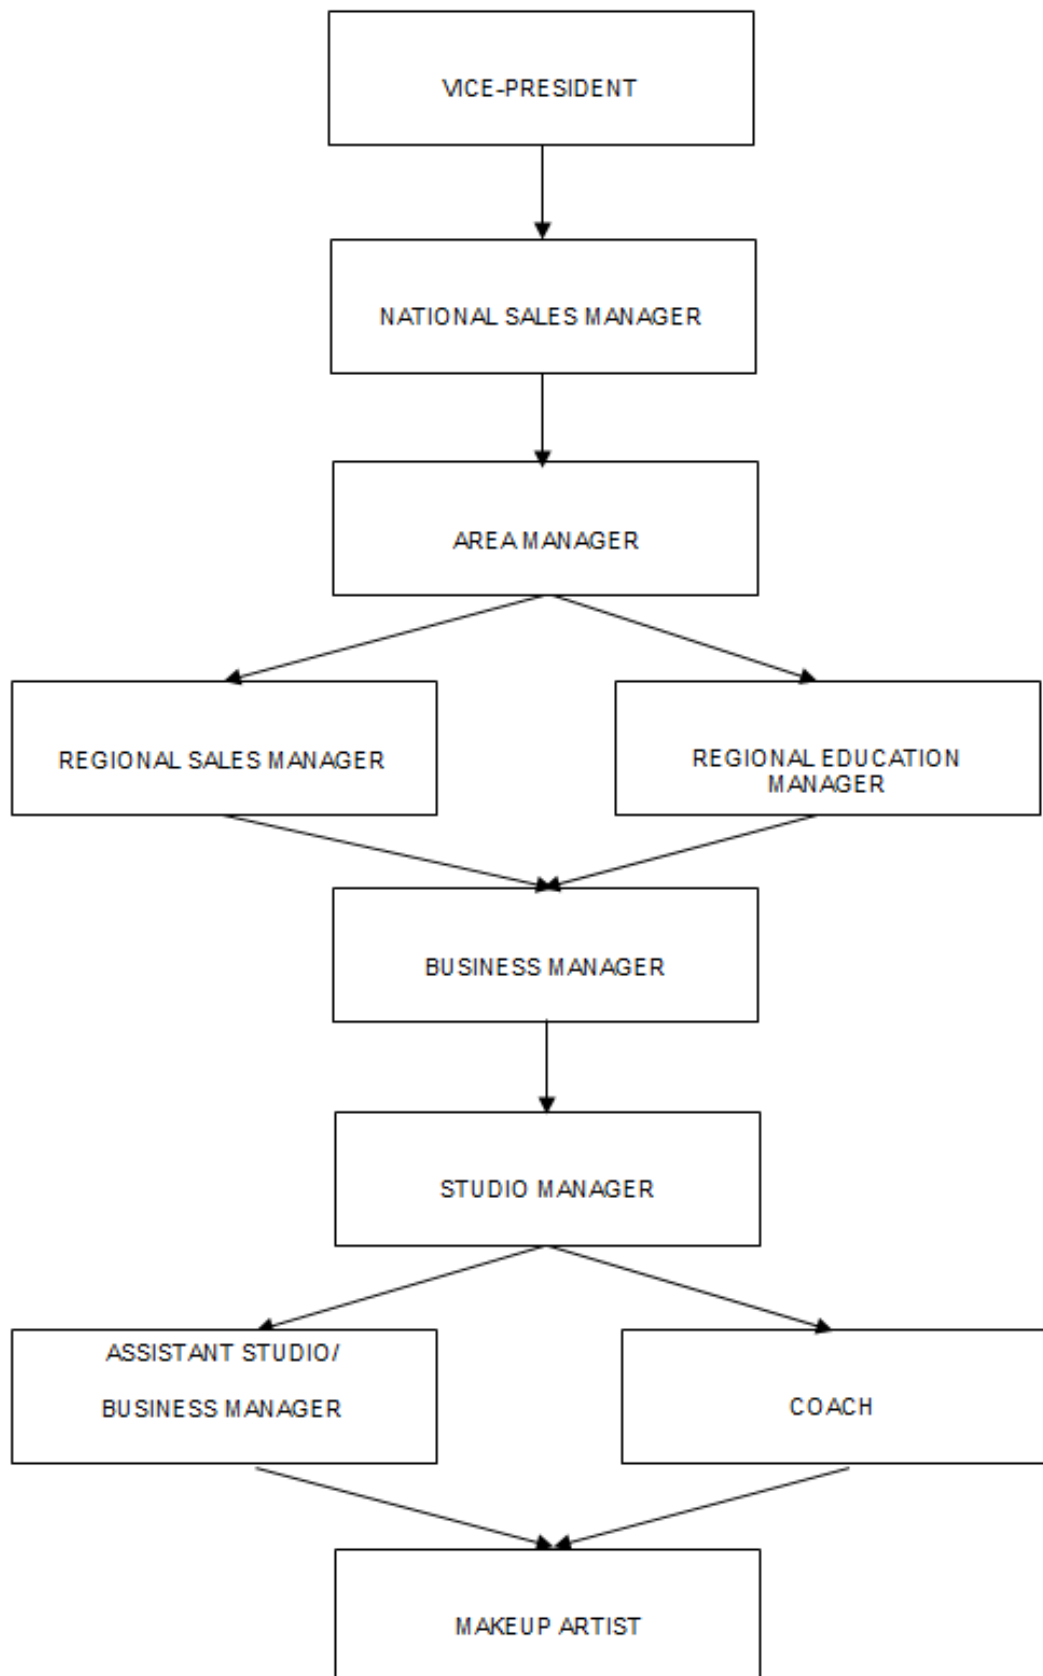 VICE-PRESIDENT
NATIONAL SALES MANAGER
AREA MANAGER
REGIONAL SALES MANAGER
REGIONAL EDUCATION
MANAGER
BUSINESS MANAGER
STUDIO MANAGER
ASSISTANT STUDIO/
BUSINESS MANAGER
COACH
MAKEUP ARTIST